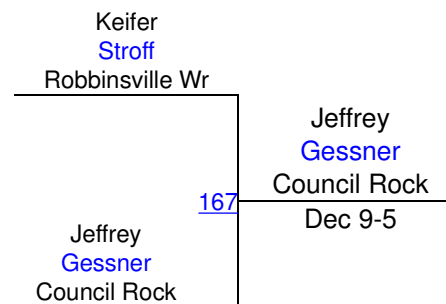 Keifer
Stroff
Robbinsville Wr
Jeffrey
Gessner
Council Rock
167
Dec 9-5
Jeffrey
Gessner
Council Rock